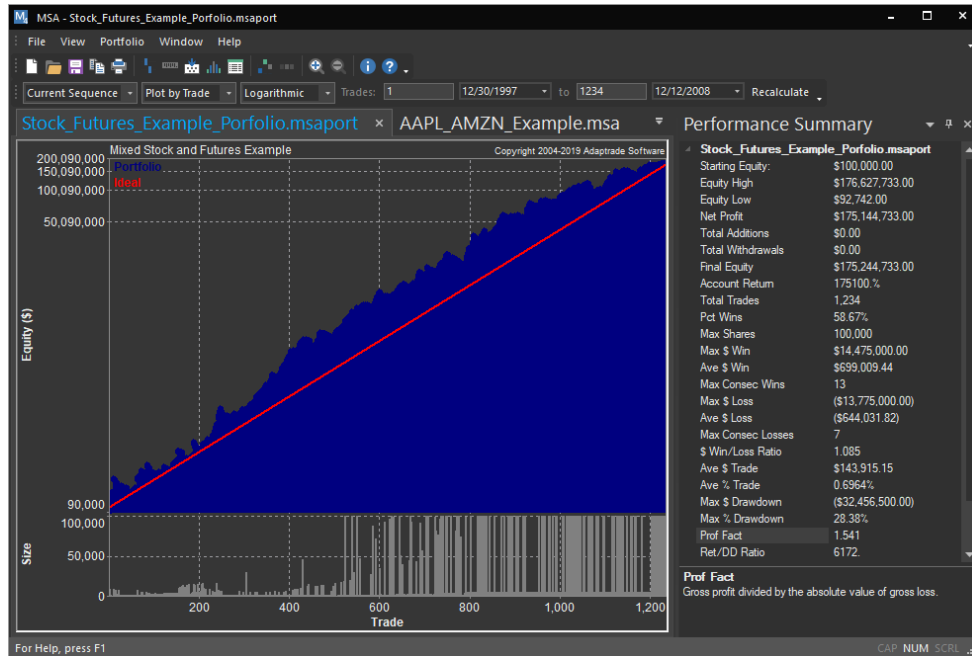 MSA - Stock_Futures_Example_Porfolio.msaport
File View Portfolio Window Help
Current Sequence Plot by Trade Logarithmic Trades: 1 12/30/1997 to 1234 12/12/2008 Recalculate
Stock_Futures_Example_Porfolio.msaport × AAPL_AMZN_Example.msa
Mixed Stock and Futures Example Copyright 2004-2019 Adaptrade Software
Portfolio
Ideal
200,090,000
150,090,000
100,090,000
50,090,000
90,000
Equity ($)
100,000
50,000
0
Size
200 400 600 800 1,000 1,200
Trade
Performance Summary
Stock_Futures_Example_Porfolio.msaport
Starting Equity: $100,000.00
Equity High $176,627,733.00
Equity Low $92,742.00
Net Profit $175,144,733.00
Total Additions $0.00
Total Withdrawals $0.00
Final Equity $175,244,733.00
Account Return 175100.%
Total Trades 1,234
Pct Wins 58.67%
Max Shares 100,000
Max $ Win $14,475,000.00
Ave $ Win $699,009.44
Max Consec Wins 13
Max $ Loss ($13,775,000.00)
Ave $ Loss ($644,031.82)
Max Consec Losses 7
$ Win/Loss Ratio 1.085
Ave $ Trade $143,915.15
Ave % Trade 0.6964%
Max $ Drawdown ($32,456,500.00)
Max % Drawdown 28.38%
Prof Fact 1.541
Ret/DD Ratio 6172.
Prof Fact
Gross profit divided by the absolute value of gross loss.
For Help, press F1 CAP NUM SCRL